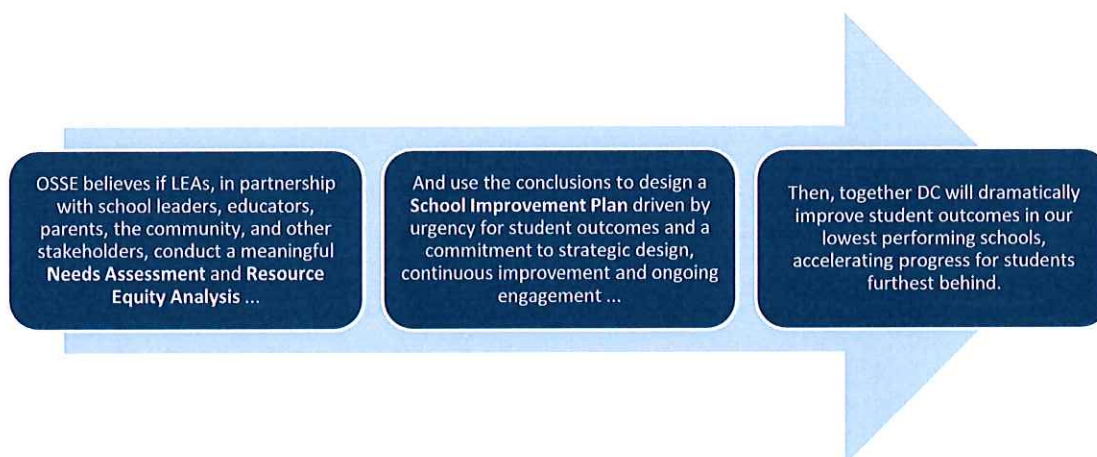 OSSE believes if LEAs, in partnership
with school leaders, educators,
parents, the community, and other
stakeholders, conduct a meaningful
Needs Assessment and Resource
Equity Analysis ...
And use the conclusions to design a
School Improvement Plan driven by
urgency for student outcomes and a
commitment to strategic design,
continuous improvement and ongoing
engagement ...
Then, together DC will dramatically
improve student outcomes in our
lowest performing schools,
accelerating progress for students
furthest behind.